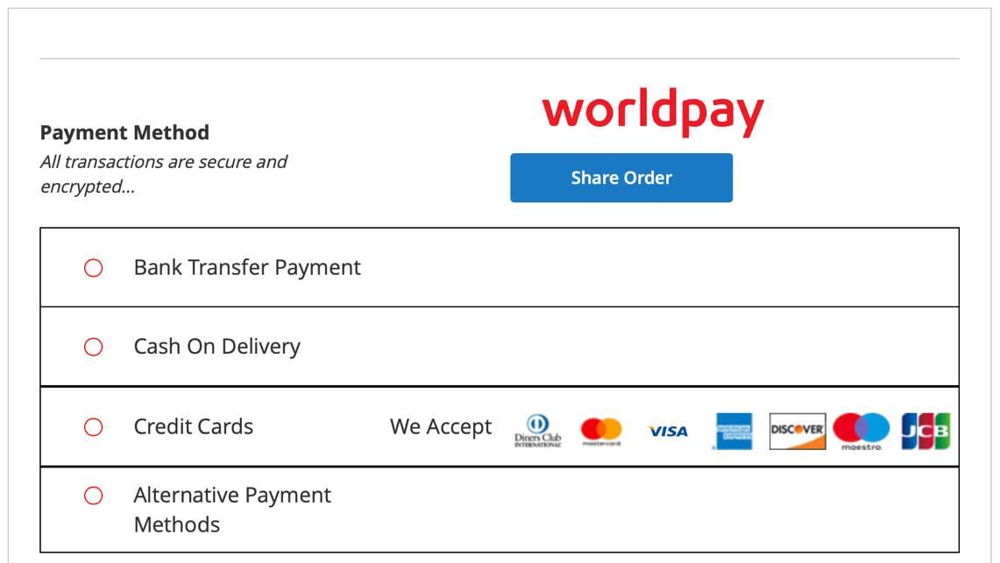 worldpay
Payment Method
All transactions are secure and
encrypted...
Share Order
Bank Transfer Payment
Cash On Delivery
Credit Cards We Accept Diners Club INTERNATIONAL mastercard VISA AMERICAN EXPRESS DISCOVER maestro JCB
Alternative Payment
Methods